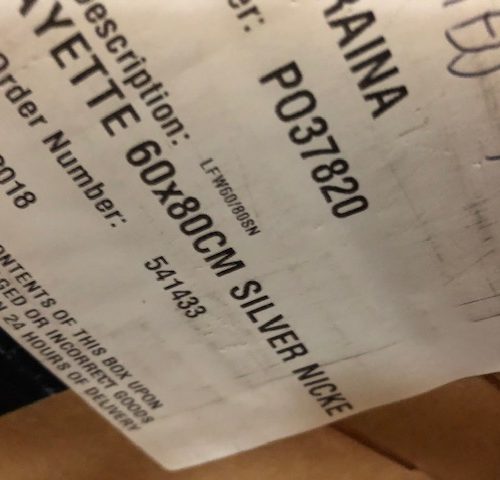 RAINA
er:
PO37820
Description:
LFW60/80SN
AYETTE 60x80CM SILVER NICKE
Order Number:
541433
2018
ONTENTS OF THIS BOX UPON
GED OR INCORRECT GOODS
N 24 HOURS OF DELIVERY